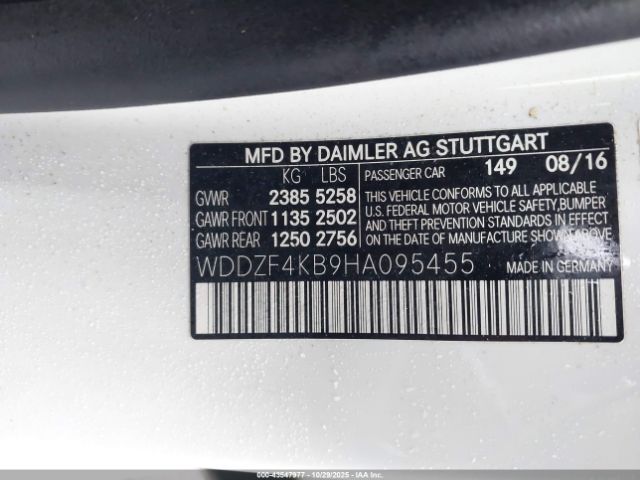 MFD BY DAIMLER AG STUTTGART
KG LBS PASSENGER CAR 149 08/16
GVWR 2385 5258
GAWR FRONT 1135 2502
GAWR REAR 1250 2756
THIS VEHICLE CONFORMS TO ALL APPLICABLE
U.S. FEDERAL MOTOR VEHICLE SAFETY, BUMPER
AND THEFT PREVENTION STANDARDS IN EFFECT
ON THE DATE OF MANUFACTURE SHOWN ABOVE.
WDDZF4KB9HA095455 MADE IN GERMANY
000-43547977 - 10/29/2025 - IAAI.com